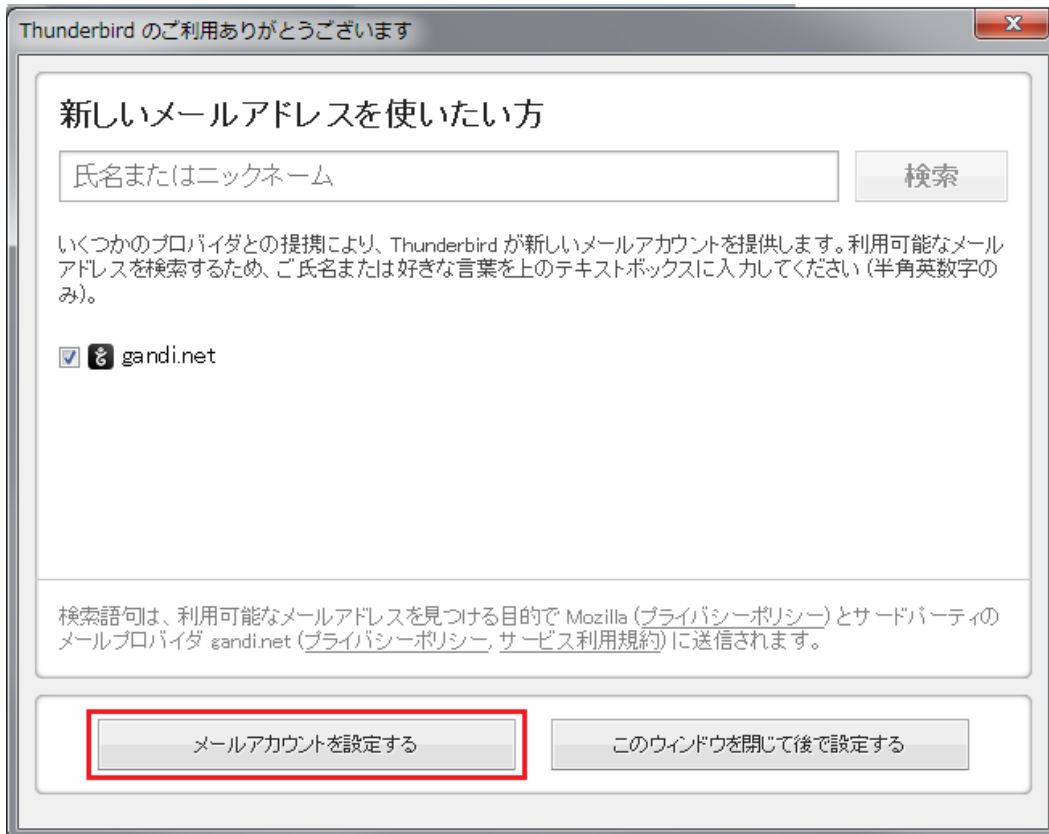 Thunderbird のご利用ありがとうございます
新しいメールアドレスを使いたい方
氏名またはニックネーム
検索
いくつかのプロバイダとの提携により、Thunderbird が新しいメールアカウントを提供します。利用可能なメール
アドレスを検索するため、ご氏名または好きな言葉を上のテキストボックスに入力してください (半角英数字の
み)。
gandi.net
検索語句は、利用可能なメールアドレスを見つける目的で Mozilla (プライバシーポリシー) とサードパーティの
メールプロバイダ gandi.net (プライバシーポリシー, サービス利用規約) に送信されます。
メールアカウントを設定する
このウィンドウを閉じて後で設定する